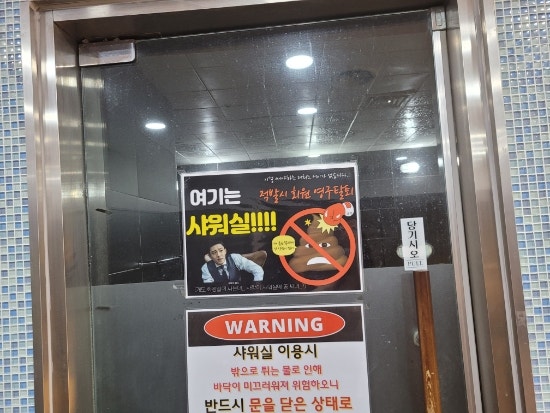 여기는
샤워실!!!!
적발시 회원 영구탈퇴
당기시오
PULL
WARNING
샤워실 이용시
밖으로 튀는 물로 인해
바닥이 미끄러워져 위험하오니
반드시 문을 닫은 상태로